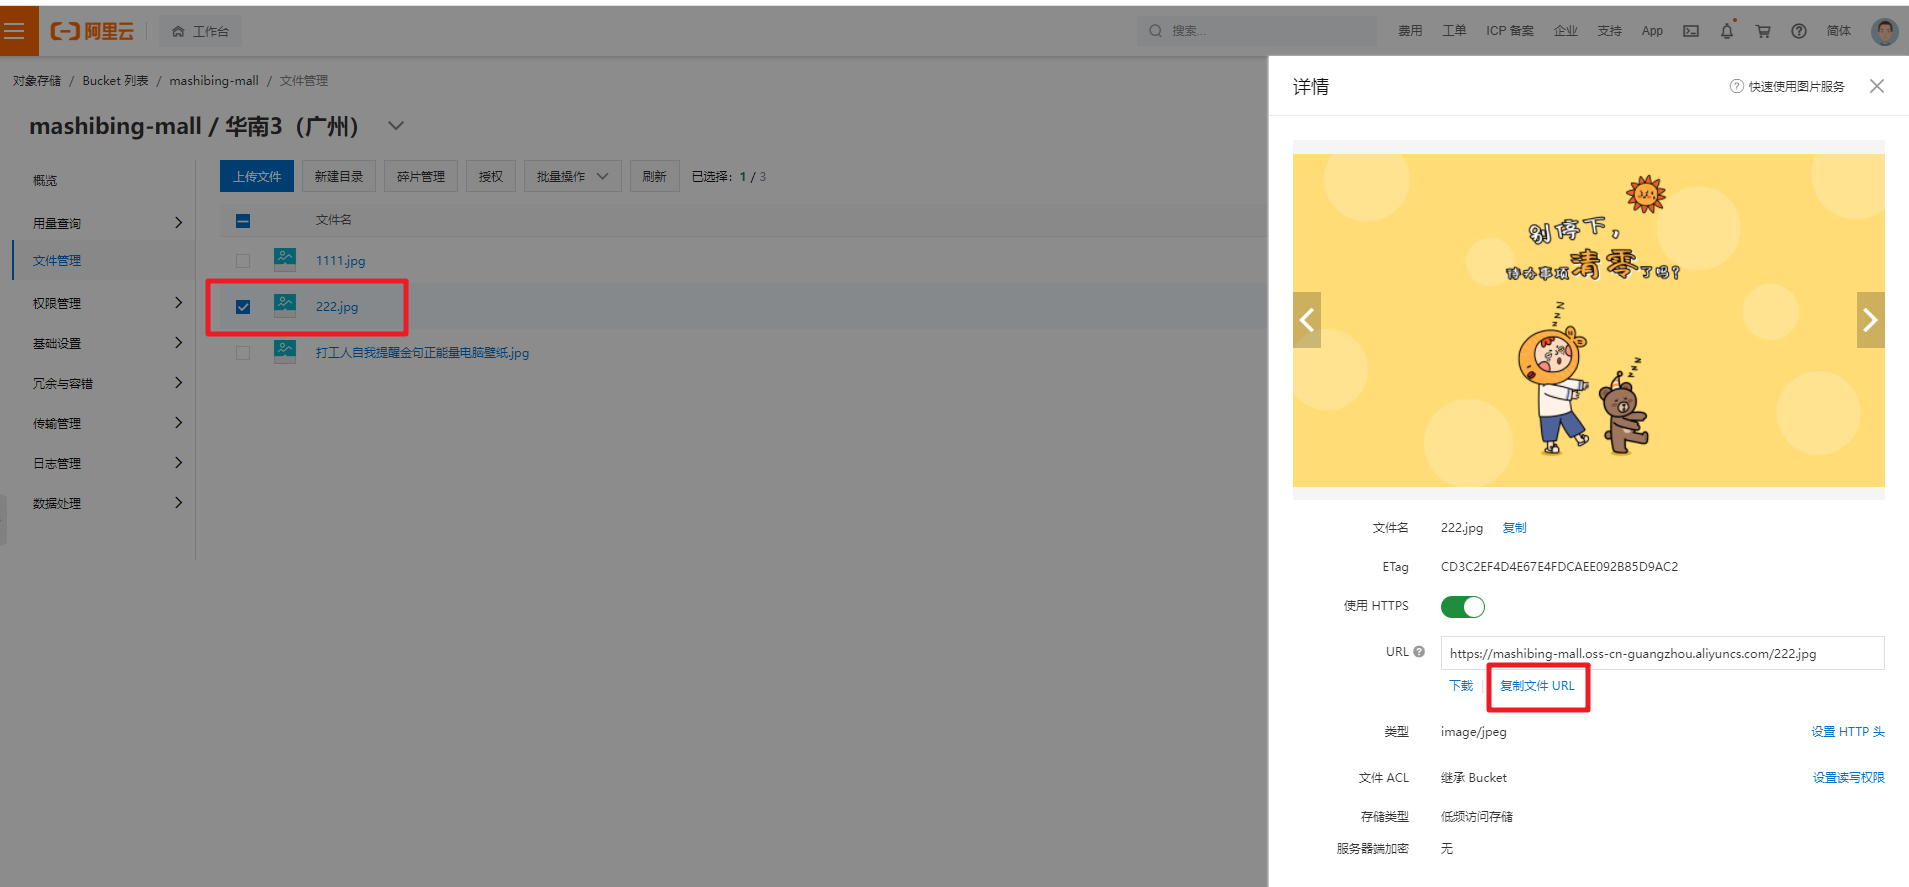 阿里云
工作台
搜索...
费用
工单
ICP 备案
企业
支持
App
简体
对象存储 / Bucket 列表 / mashibing-mall / 文件管理
mashibing-mall / 华南3（广州）
概览
用量查询
文件管理
权限管理
基础设置
冗余与容错
传输管理
日志管理
数据处理
上传文件
新建目录
碎片管理
授权
批量操作
刷新
已选择：1 / 3
文件名
1111.jpg
222.jpg
打工人自我提醒金句正能量电脑壁纸.jpg
详情
快速使用图片服务
别停下，
待办事项清零了吗?
z
z
z
z
z
z
文件名 222.jpg 复制
ETag CD3C2EF4D4E67E4FDCAEE092B85D9AC2
使用 HTTPS
URL https://mashibing-mall.oss-cn-guangzhou.aliyuncs.com/222.jpg
下载 复制文件 URL
类型 image/jpeg 设置 HTTP 头
文件 ACL 继承 Bucket 设置读写权限
存储类型 低频访问存储
服务器端加密 无